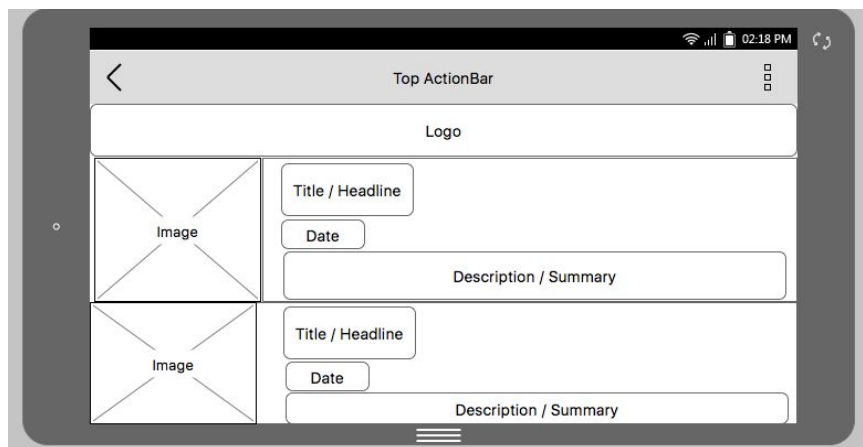 02:18 PM
Top ActionBar
Logo
Title / Headline
Image
Date
Description / Summary
Title / Headline
Image
Date
Description / Summary